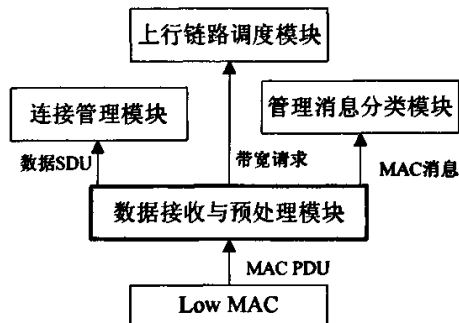 上行链路调度模块
连接管理模块
管理消息分类模块
数据SDU
带宽请求
MAC消息
数据接收与预处理模块
MAC PDU
Low MAC